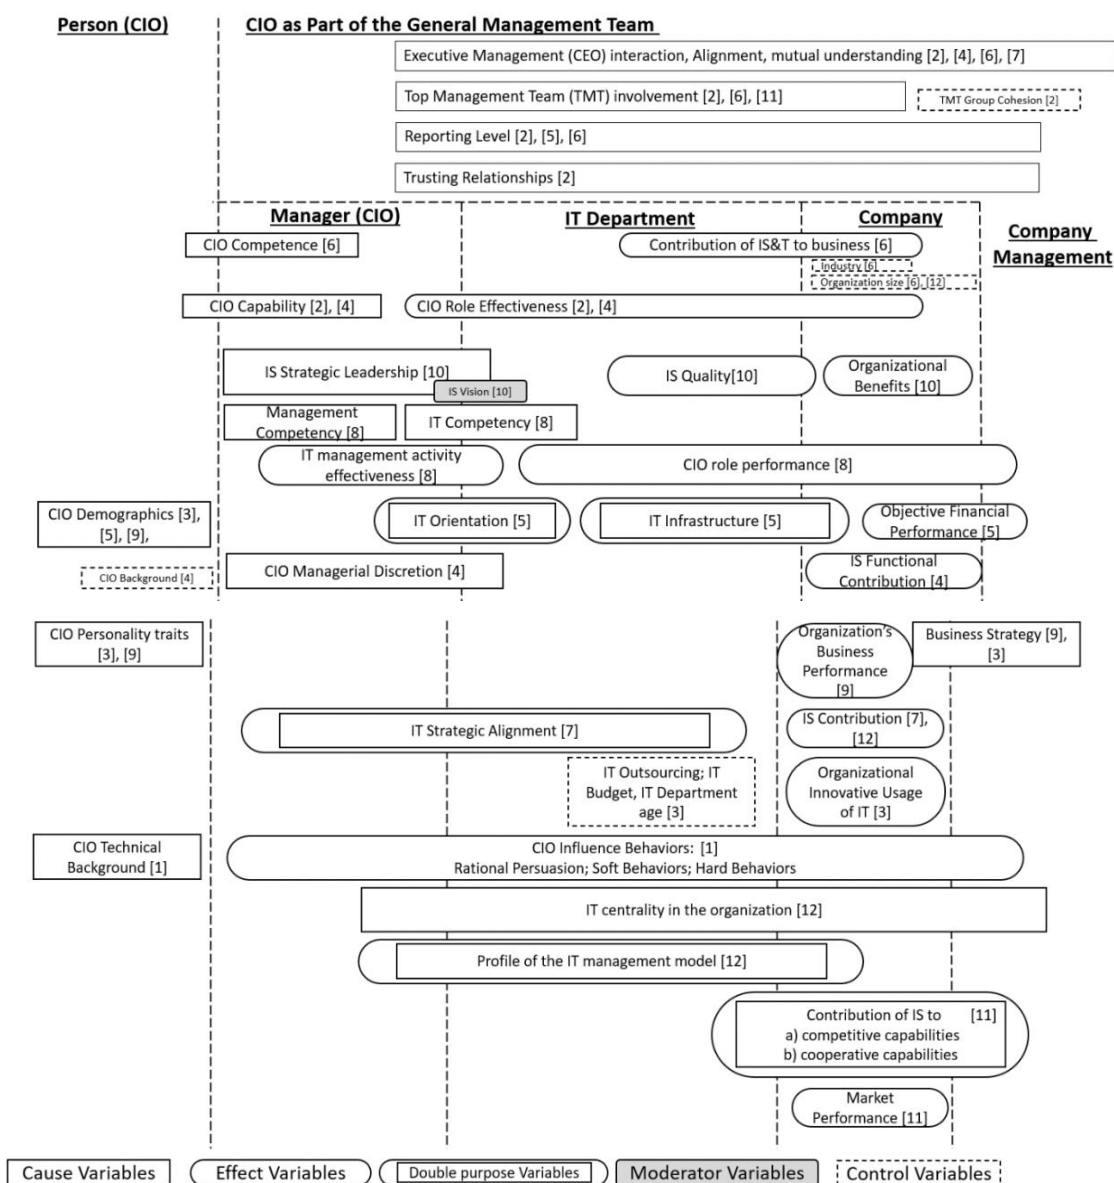 Person (CIO)
CIO as Part of the General Management Team
Executive Management (CEO) interaction, Alignment, mutual understanding [2], [4], [6], [7]
Top Management Team (TMT) involvement [2], [6], [11]
TMT Group Cohesion [2]
Reporting Level [2], [5], [6]
Trusting Relationships [2]
Manager (CIO)
IT Department
Company
Company
Management
CIO Competence [6]
Contribution of IS&T to business [6]
Industry [6]
Organization size [6], [12]
CIO Capability [2], [4]
CIO Role Effectiveness [2], [4]
IS Strategic Leadership [10]
IS Vision [10]
IS Quality[10]
Organizational
Benefits [10]
Management
Competency [8]
IT Competency [8]
IT management activity
effectiveness [8]
CIO role performance [8]
CIO Demographics [3],
[5], [9],
IT Orientation [5]
IT Infrastructure [5]
Objective Financial
Performance [5]
CIO Background [4]
CIO Managerial Discretion [4]
IS Functional
Contribution [4]
CIO Personality traits
[3], [9]
Organization's
Business
Performance
[9]
Business Strategy [9],
[3]
IT Strategic Alignment [7]
IS Contribution [7],
[12]
IT Outsourcing; IT
Budget, IT Department
age [3]
Organizational
Innovative Usage
of IT [3]
CIO Technical
Background [1]
CIO Influence Behaviors: [1]
Rational Persuasion; Soft Behaviors; Hard Behaviors
IT centrality in the organization [12]
Profile of the IT management model [12]
Contribution of IS to [11]
a) competitive capabilities
b) cooperative capabilities
Market
Performance [11]
Cause Variables
Effect Variables
Double purpose Variables
Moderator Variables
Control Variables